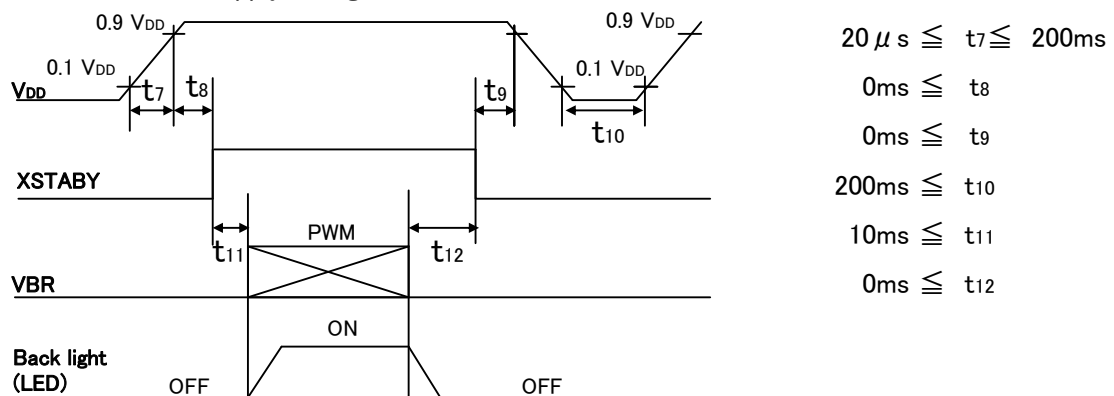 0.9 VDD
0.9 VDD
20μs ≦ t7≦ 200ms
0.1 VDD
0.1 VDD
0ms ≦ t8
VDD
t7
t8
t9
t10
0ms ≦ t9
XSTABY
200ms ≦ t10
t11
PWM
t12
10ms ≦ t11
VBR
0ms ≦ t12
ON
Back light
(LED)
OFF
OFF